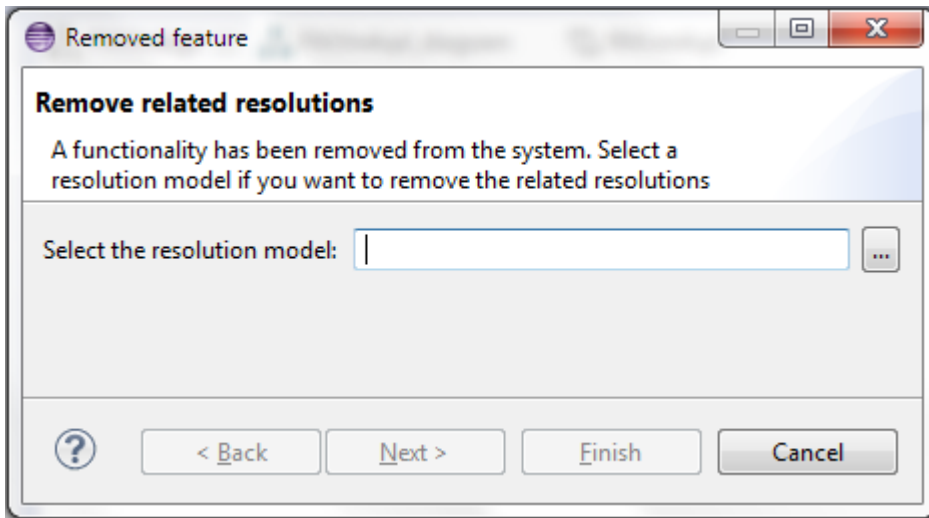 Removed feature
Remove related resolutions
A functionality has been removed from the system. Select a
resolution model if you want to remove the related resolutions
Select the resolution model:
...
< Back
Next >
Finish
Cancel